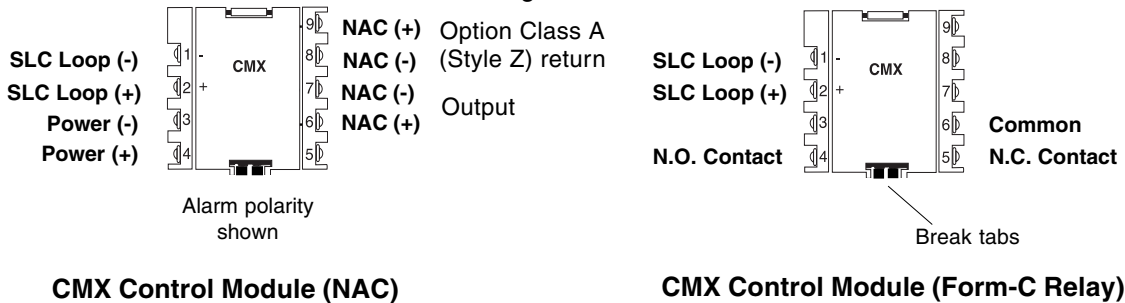 SLC Loop (-)
SLC Loop (+)
Power (-)
Power (+)
1 -
2 +
3
4
CMX
9
8
7
6
5
NAC (+)
NAC (-)
NAC (-)
NAC (+)
Option Class A
(Style Z) return
Output
Alarm polarity
shown
CMX Control Module (NAC)
SLC Loop (-)
SLC Loop (+)
N.O. Contact
1 -
2 +
3
4
CMX
9
8
7
6
5
Common
N.C. Contact
Break tabs
CMX Control Module (Form-C Relay)